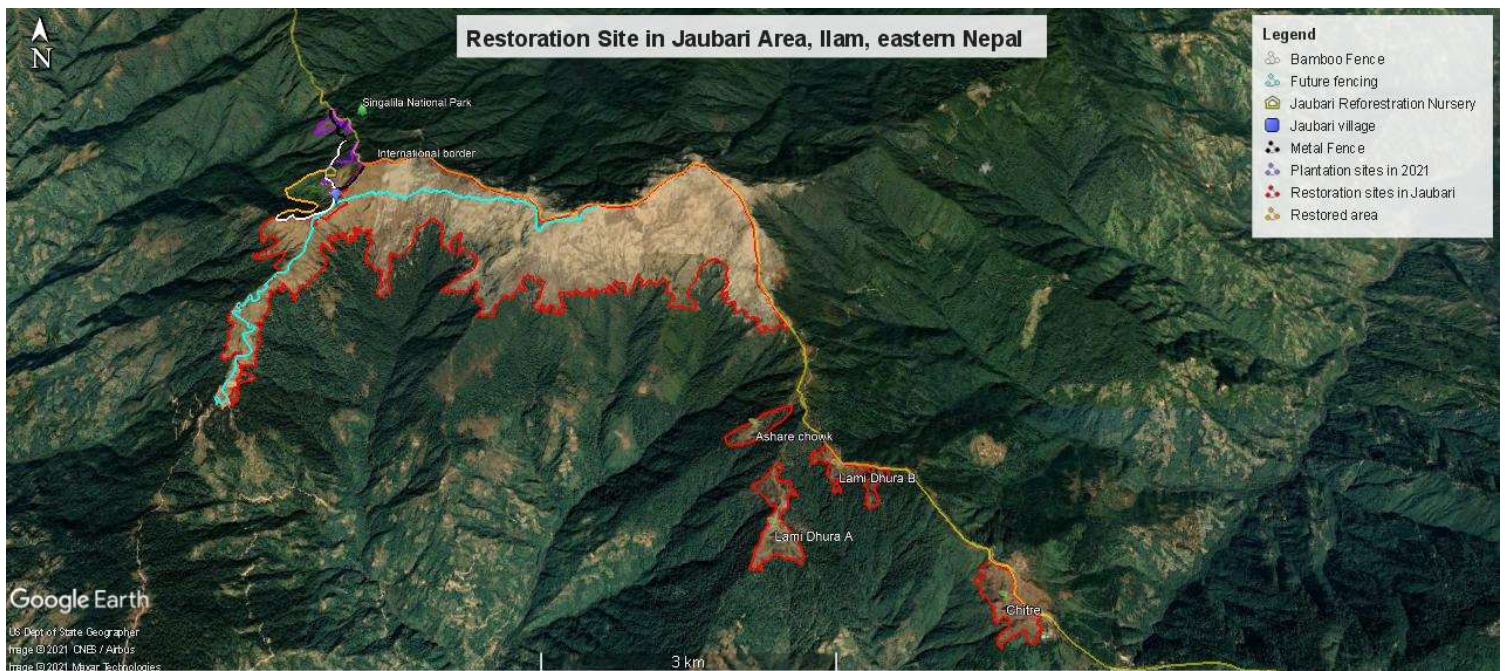 Restoration Site in Jaubari Area, Ilam, eastern Nepal
N
Legend
Bamboo Fence
Future fencing
Jaubari Reforestration Nursery
Jaubari village
Metal Fence
Plantation sites in 2021
Restoration sites in Jaubari
Restored area
Singalila National Park
International border
Ashare chowk
Lami Dhura B
Lami Dhura A
Chitre
Google Earth
US Dept of State Geographer
Image © 2021 CNES / Airbus
Image © 2021 Maxar Technologies
3 km